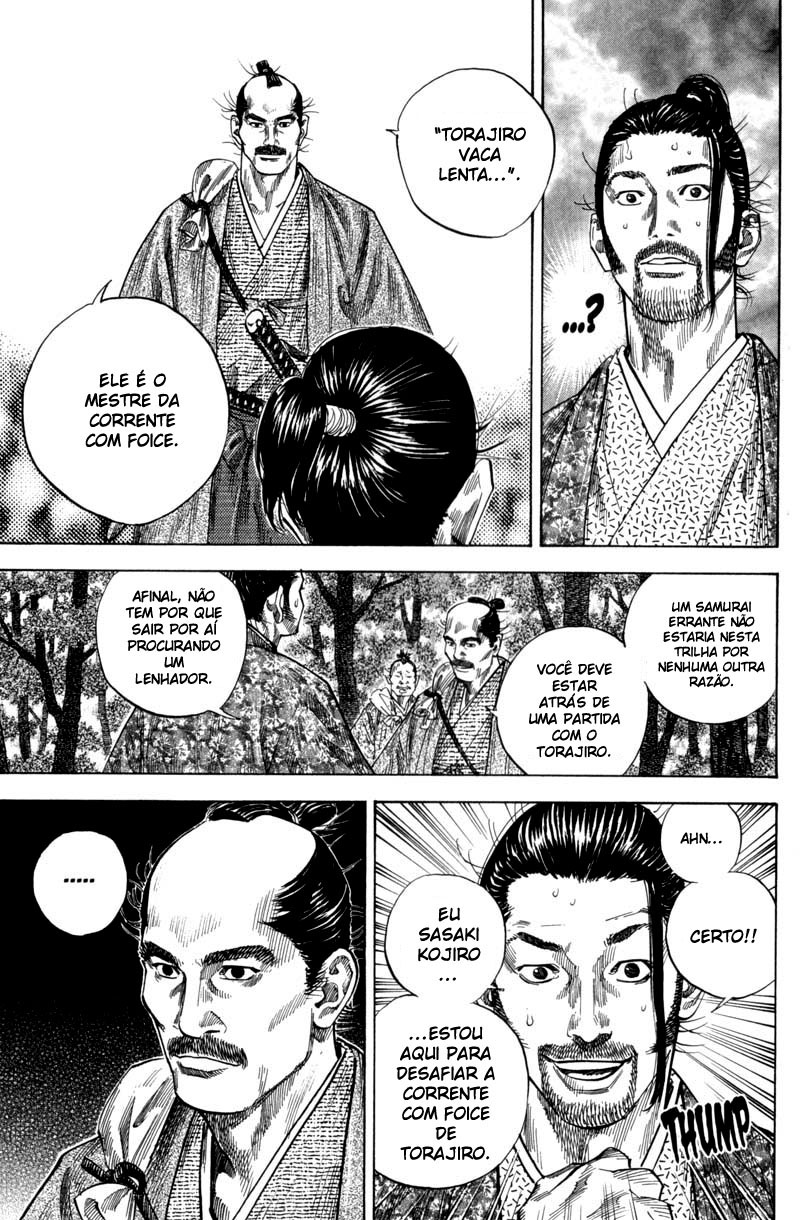 ...?
"TORAJIRO
VACA
LENTA...".
ELE É O
MESTRE DA
CORRENTE
COM FOICE.
UM SAMURAI
ERRANTE NÃO
ESTARIA NESTA
TRILHA POR
NENHUMA OUTRA
RAZÃO.
VOCÊ DEVE
ESTAR
ATRÁS DE
UMA PARTIDA
COM O
TORAJIRO.
AFINAL, NÃO
TEM POR QUE
SAIR POR AÍ
PROCURANDO
UM
LENHADOR.
AHN...
CERTO!!
EU
SASAKI
KOJIRO
...
...ESTOU
AQUI PARA
DESAFIAR A
CORRENTE
COM FOICE
DE
TORAJIRO.
THUMP
.....